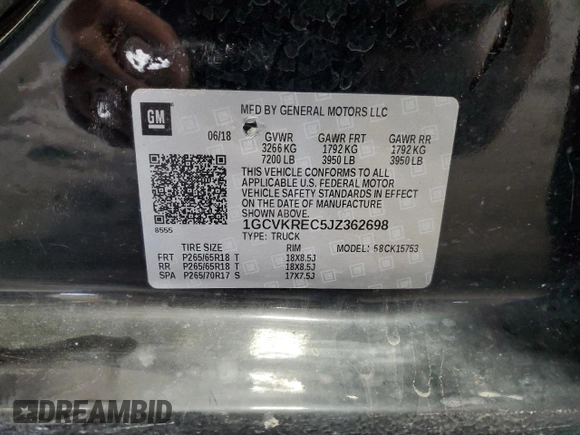 GM
MFD BY GENERAL MOTORS LLC
06/18 GVWR GAWR FRT GAWR RR
3266 KG 1792 KG 1792 KG
7200 LB 3950 LB 3950 LB
THIS VEHICLE CONFORMS TO ALL
APPLICABLE U.S. FEDERAL MOTOR
VEHICLE SAFETY STANDARDS IN EFFECT
ON THE DATE OF MANUFACTURE
SHOWN ABOVE.
8555
1GCVKREC5JZ362698
TYPE: TRUCK MODEL: 58CK15753
TIRE SIZE RIM
FRT P265/65R18 T 18X8.5J
RR P265/65R18 T 18X8.5J
SPA P265/70R17 S 17X7.5J
DREAMBID